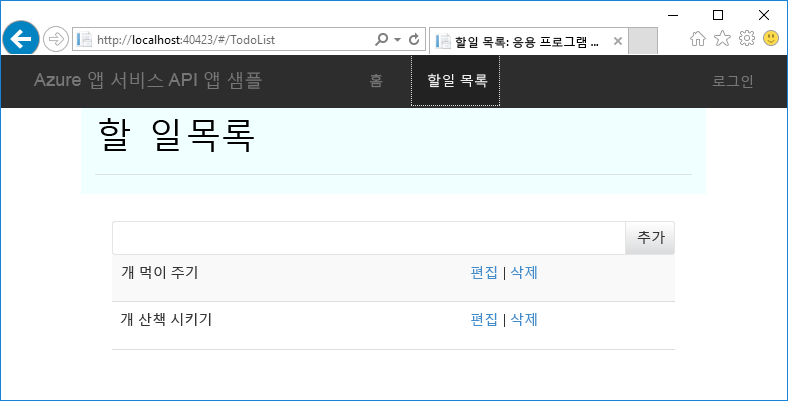 http://localhost:40423/#/TodoList
할일 목록: 응용 프로그램 ...
Azure 앱 서비스 API 앱 샘플 홈 할일 목록 로그인
할 일목록
추가
개 먹이 주기 편집 | 삭제
개 산책 시키기 편집 | 삭제